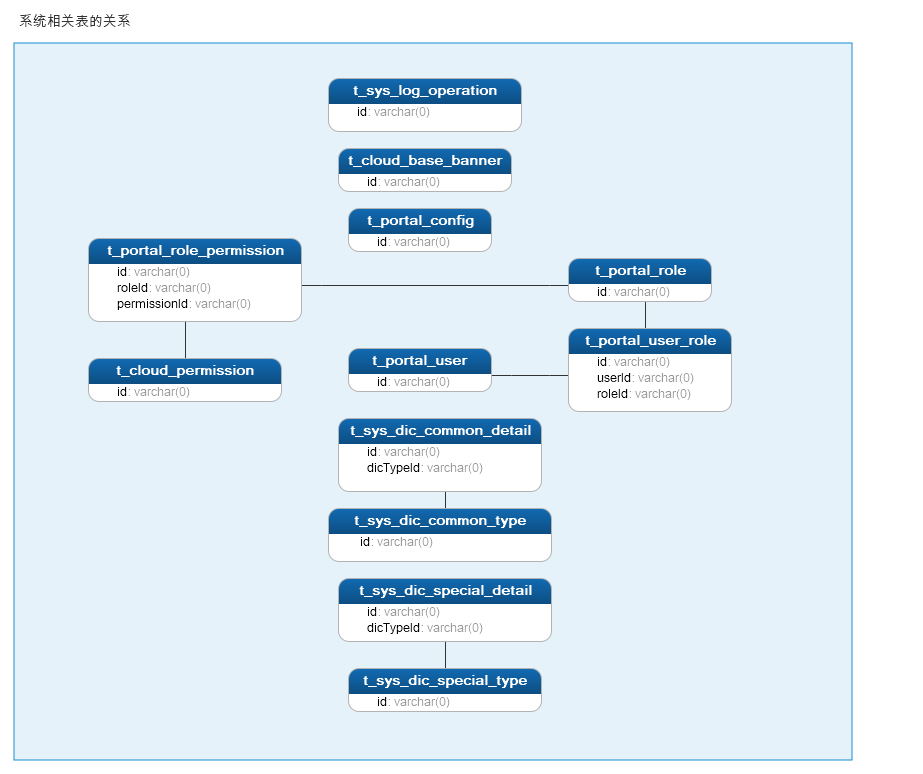 系统相关表的关系
t_sys_log_operation
id: varchar(0)
t_cloud_base_banner
id: varchar(0)
t_portal_config
id: varchar(0)
t_portal_role_permission
id: varchar(0)
roleId: varchar(0)
permissionId: varchar(0)
t_portal_role
id: varchar(0)
t_portal_user_role
id: varchar(0)
userId: varchar(0)
roleId: varchar(0)
t_portal_user
id: varchar(0)
t_cloud_permission
id: varchar(0)
t_sys_dic_common_detail
id: varchar(0)
dicTypeId: varchar(0)
t_sys_dic_common_type
id: varchar(0)
t_sys_dic_special_detail
id: varchar(0)
dicTypeId: varchar(0)
t_sys_dic_special_type
id: varchar(0)